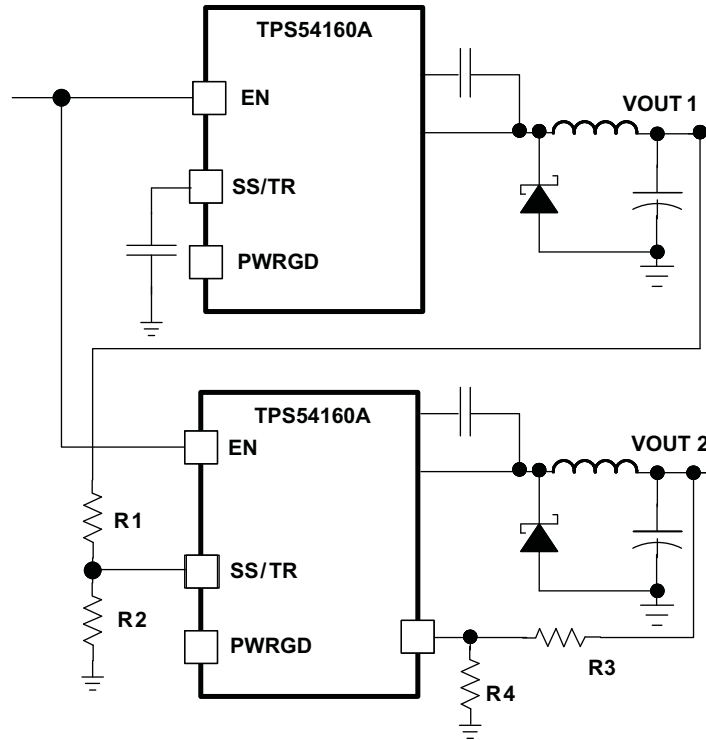 TPS54160A
EN
VOUT 1
SS/TR
PWRGD
TPS54160A
EN
VOUT 2
R1
SS/TR
R2
PWRGD
R3
R4